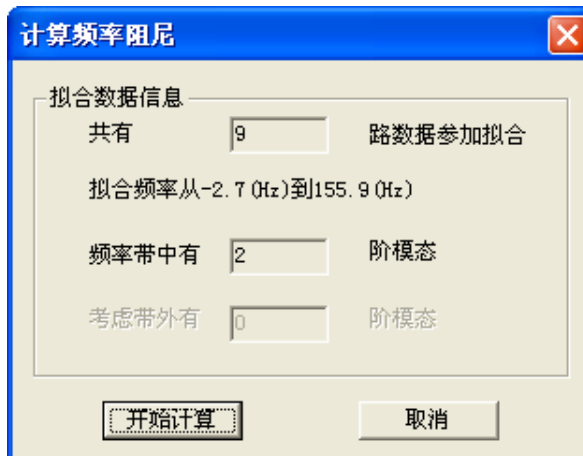 计算频率阻尼
拟合数据信息
共有 9 路数据参加拟合
拟合频率从-2.7(Hz)到155.9(Hz)
频率带中有 2 阶模态
考虑带外有 0 阶模态
开始计算 取消